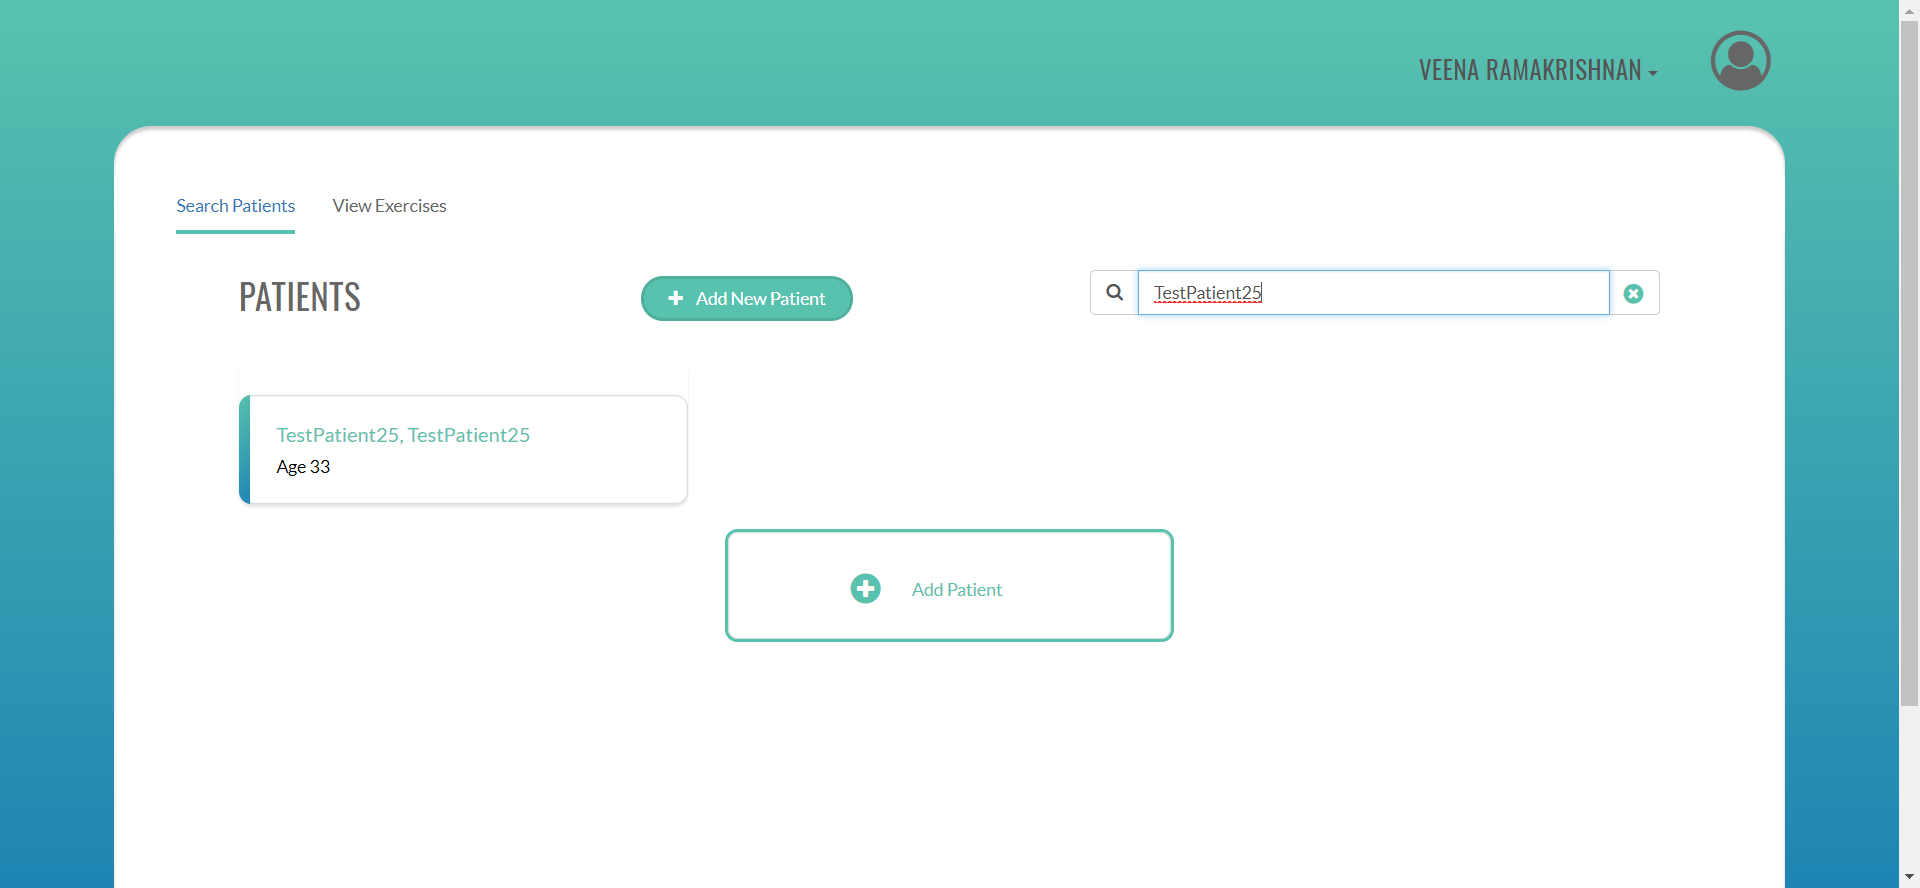 VEENA RAMAKRISHNAN
Search Patients
View Exercises
PATIENTS
Add New Patient
TestPatient25
TestPatient25, TestPatient25
Age 33
Add Patient